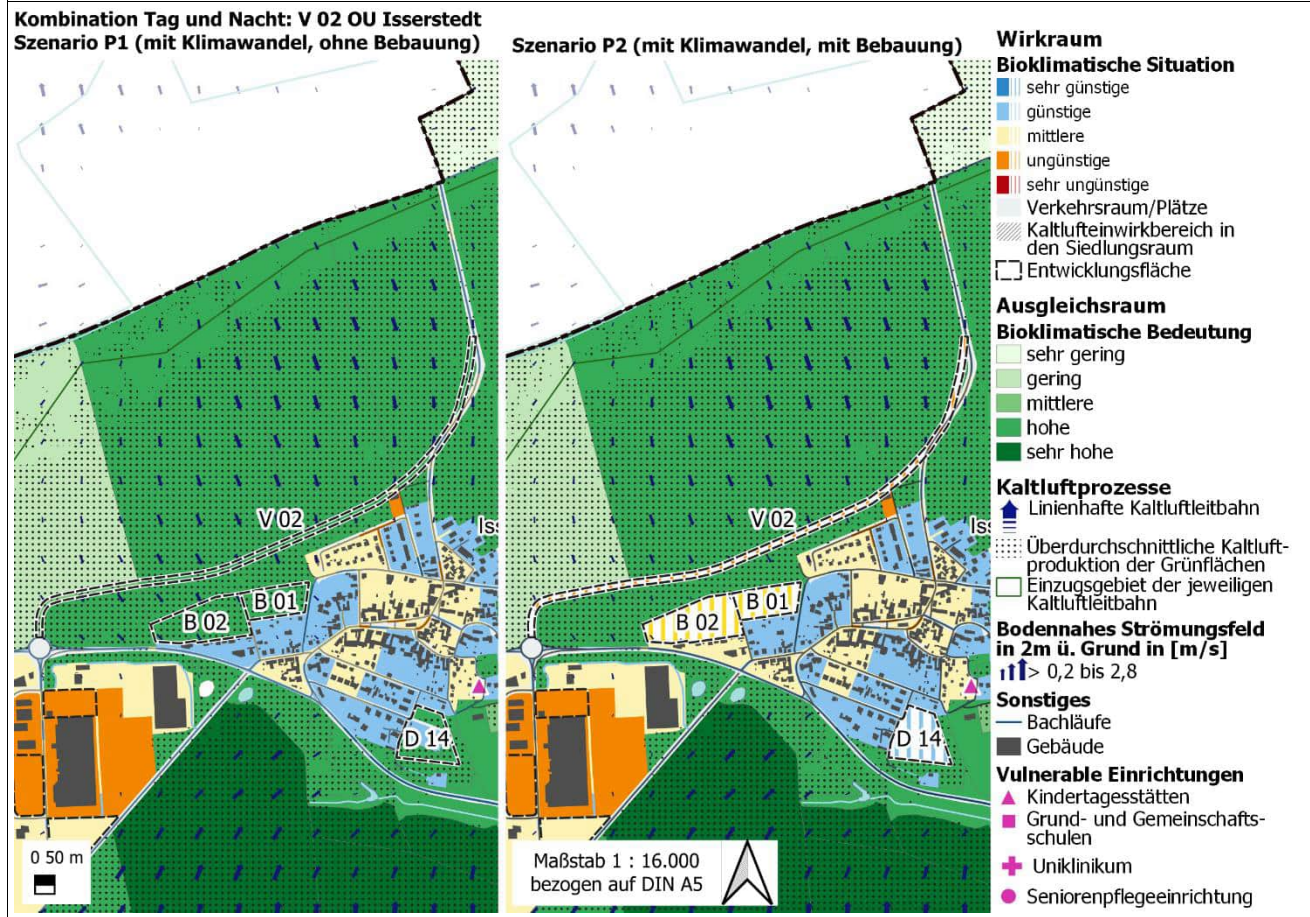 Kombination Tag und Nacht: V 02 OU Isserstedt
Szenario P1 (mit Klimawandel, ohne Bebauung)
Szenario P2 (mit Klimawandel, mit Bebauung)
V 02
B 01
B 02
D 14
Iss
0 50 m
V 02
B 01
B 02
D 14
Is
Maßstab 1 : 16.000
bezogen auf DIN A5
Wirkraum
Bioklimatische Situation
sehr günstige
günstige
mittlere
ungünstige
sehr ungünstige
Verkehrsraum/Plätze
Kaltlufteinwirkbereich in
den Siedlungsraum
Entwicklungsfläche
Ausgleichsraum
Bioklimatische Bedeutung
sehr gering
gering
mittlere
hohe
sehr hohe
Kaltluftprozesse
Linienhafte Kaltluftleitbahn
Überdurchschnittliche Kaltluft-
produktion der Grünflächen
Einzugsgebiet der jeweiligen
Kaltluftleitbahn
Bodennahes Strömungsfeld
in 2m ü. Grund in [m/s]
> 0,2 bis 2,8
Sonstiges
Bachläufe
Gebäude
Vulnerable Einrichtungen
Kindertagesstätten
Grund- und Gemeinschafts-
schulen
Uniklinikum
Seniorenpflegeeinrichtung